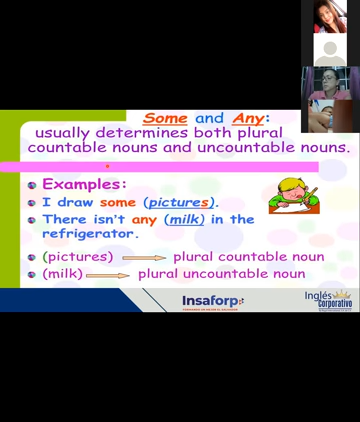 Some and Any:
usually determines both plural
countable nouns and uncountable nouns.
Examples:
I draw some (pictures).
There isn't any (milk) in the
refrigerator.
(pictures) plural countable noun
(milk) plural uncountable noun
Insaforp
Inglés
Corporativo